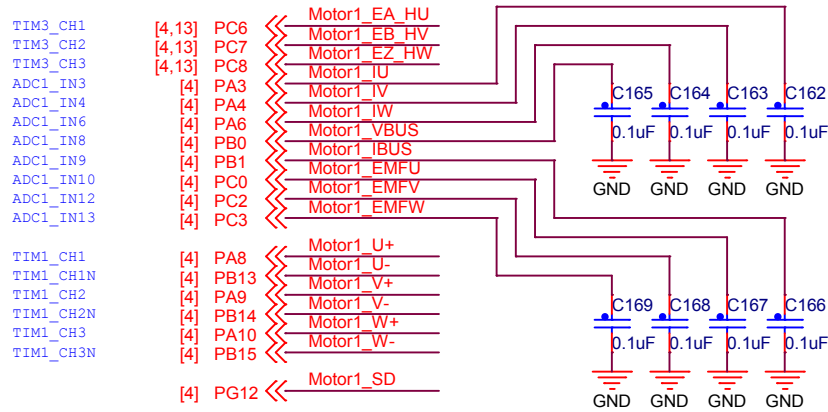 TIM3_CH1 [4,13] PC6 Motor1_EA_HU
TIM3_CH2 [4,13] PC7 Motor1_EB_HV
TIM3_CH3 [4,13] PC8 Motor1_EZ_HW
ADC1_IN3 [4] PA3 Motor1_IU
ADC1_IN4 [4] PA4 Motor1_IV
ADC1_IN6 [4] PA6 Motor1_IW
ADC1_IN8 [4] PB0 Motor1_VBUS
ADC1_IN9 [4] PB1 Motor1_IBUS
ADC1_IN10 [4] PC0 Motor1_EMFU
ADC1_IN12 [4] PC2 Motor1_EMFV
ADC1_IN13 [4] PC3 Motor1_EMFW
C165 C164 C163 C162
0.1uF 0.1uF 0.1uF 0.1uF
GND GND GND GND
TIM1_CH1 [4] PA8 Motor1_U+
TIM1_CH1N [4] PB13 Motor1_U-
TIM1_CH2 [4] PA9 Motor1_V+
TIM1_CH2N [4] PB14 Motor1_V-
TIM1_CH3 [4] PA10 Motor1_W+
TIM1_CH3N [4] PB15 Motor1_W-
[4] PG12 Motor1_SD
C169 C168 C167 C166
0.1uF 0.1uF 0.1uF 0.1uF
GND GND GND GND